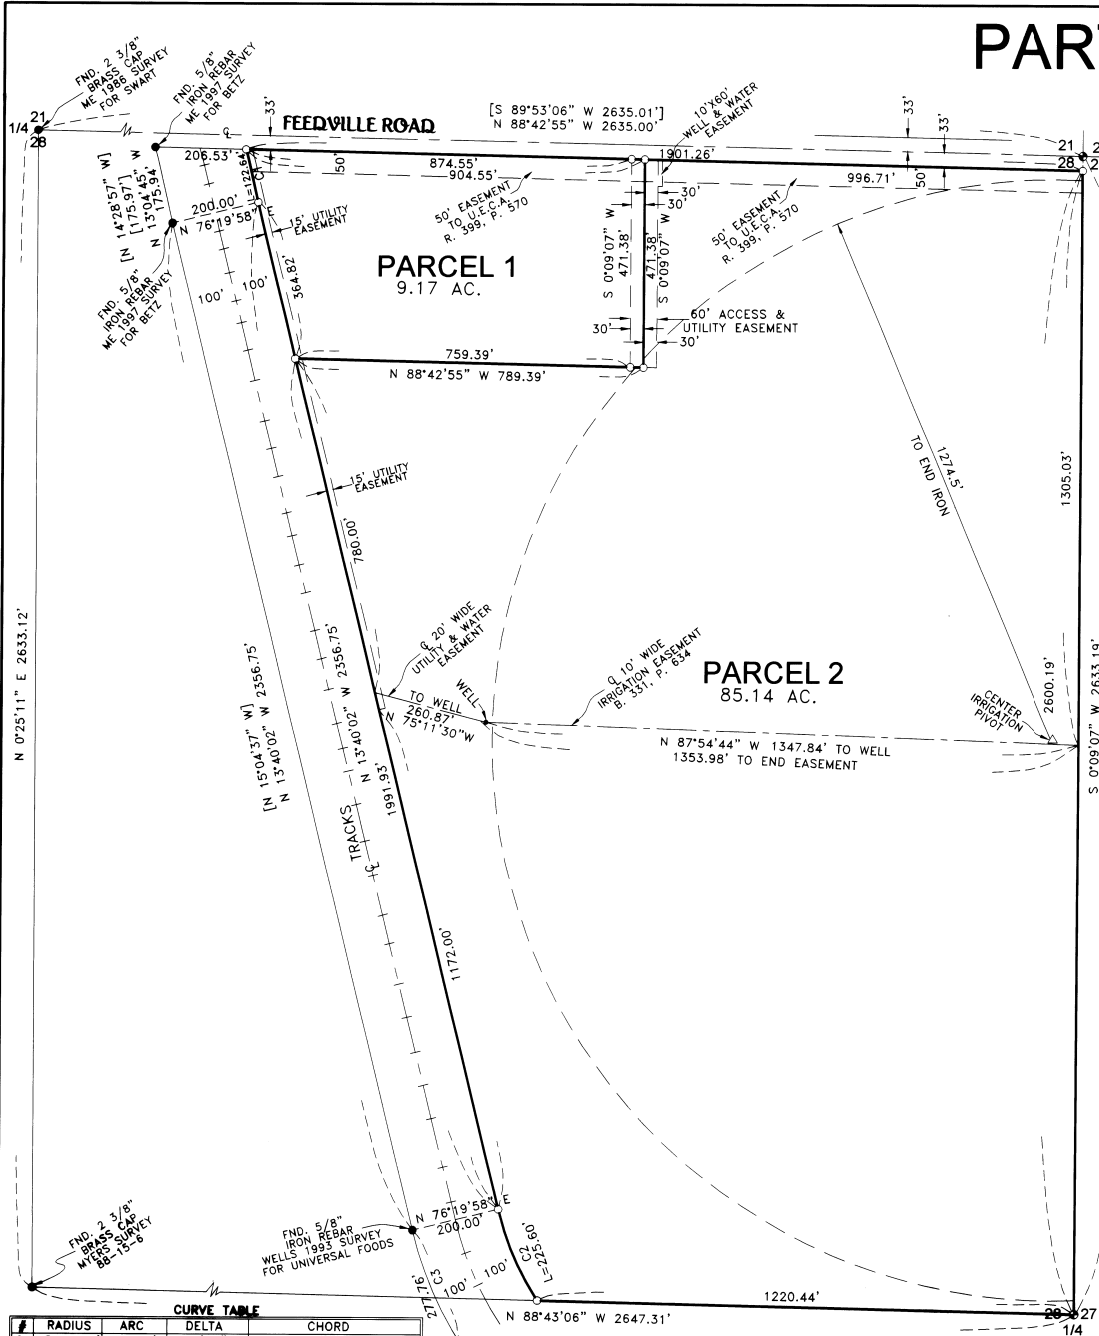 PAR
FND. 2 3/8"
BRASS CAP
ME 1986 SURVEY
FOR SWART
21
1/4
28
FND. 5/8"
IRON REBAR
ME 1997 SURVEY
FOR BETZ
33'
FEEDVILLE ROAD
[S 89°53'06" W 2635.01']
N 88°42'55" W 2635.00'
10'X60'
WELL & WATER
EASEMENT
33'
33'
21
28
2
2
206.53'
874.55'
904.55'
1901.26'
996.71'
50'
50'
L=122.64'
[N 14°28'57" W]
[175.97']
N 13°04'45" W
175.94'
200.00'
N 76°19'58" E
15' UTILITY
EASEMENT
50' EASEMENT
TO U.E.C.A.
R. 399, P. 570
30'
30'
50' EASEMENT
TO U.E.C.A.
R. 399, P. 570
FND. 5/8"
IRON REBAR
ME 1997 SURVEY
FOR BETZ
100'
100'
364.82'
PARCEL 1
9.17 AC.
S 0°09'07" W
471.38'
471.38'
S 0°09'07" W
60' ACCESS &
UTILITY EASEMENT
30'
30'
759.39'
N 88°42'55" W 789.39'
1274.5'
TO END IRON
1305.03'
15' UTILITY
EASEMENT
780.00'
N 0°25'11" E 2633.12'
[N 15°04'37" W]
N 13°40'02" W 2356.75'
N 13°40'02" W 2356.75'
1991.93'
TRACKS
℄
℄ 20' WIDE
UTILITY & WATER
EASEMENT
TO WELL
260.87'
N 75°11'30"W
WELL
℄ 10' WIDE
IRRIGATION EASEMENT
B. 331, P. 634
PARCEL 2
85.14 AC.
CENTER
IRRIGATION
PIVOT
2600.19'
S 0°09'07" W 2633.19'
N 87°54'44" W 1347.84' TO WELL
1353.98' TO END EASEMENT
1172.00'
FND. 2 3/8"
BRASS CAP
MYERS SURVEY
88-15-6
FND. 5/8"
IRON REBAR
WELLS 1993 SURVEY
FOR UNIVERSAL FOODS
N 76°19'58" E
200.00'
C2
L=225.60'
C3
277.76'
100'
100'
1220.44'
N 88°43'06" W 2647.31'
28
27
1/4
CURVE TABLE
# RADIUS ARC DELTA CHORD